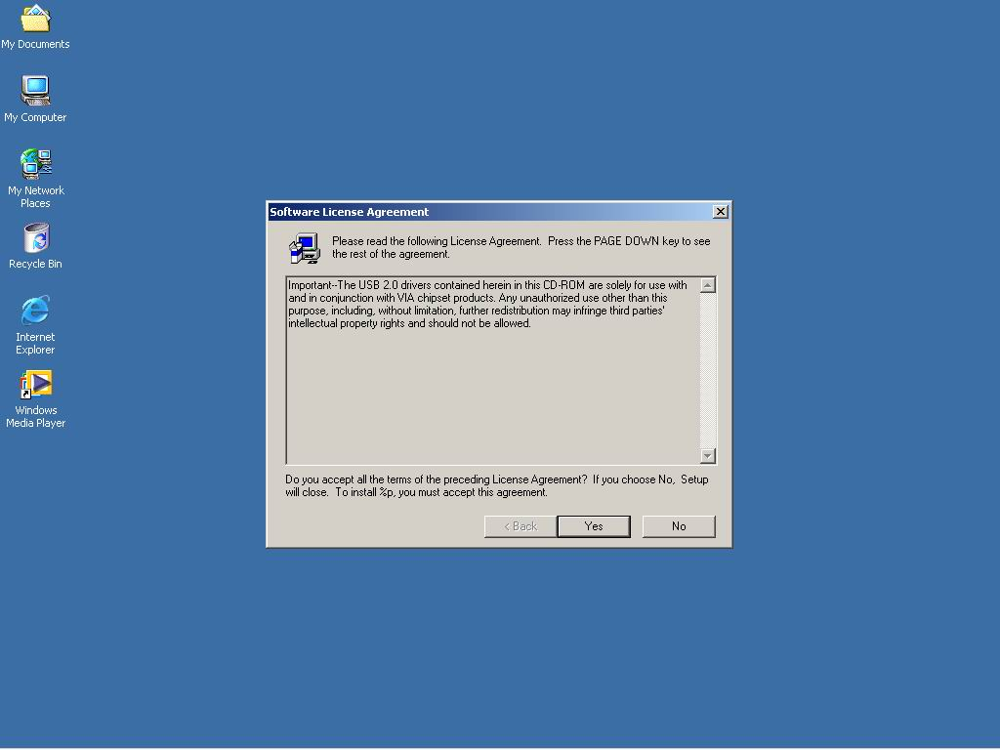 My Documents
My Computer
My Network
Places
Recycle Bin
Internet
Explorer
Windows
Media Player
Software License Agreement
Please read the following License Agreement.  Press the PAGE DOWN key to see
the rest of the agreement.
Important--The USB 2.0 drivers contained herein in this CD-ROM are solely for use with
and in conjunction with VIA chipset products. Any unauthorized use other than this
purpose, including, without limitation, further redistribution may infringe third parties'
intellectual property rights and should not be allowed.
Do you accept all the terms of the preceding License Agreement?  If you choose No,  Setup
will close.  To install %p, you must accept this agreement.
< Back
Yes
No